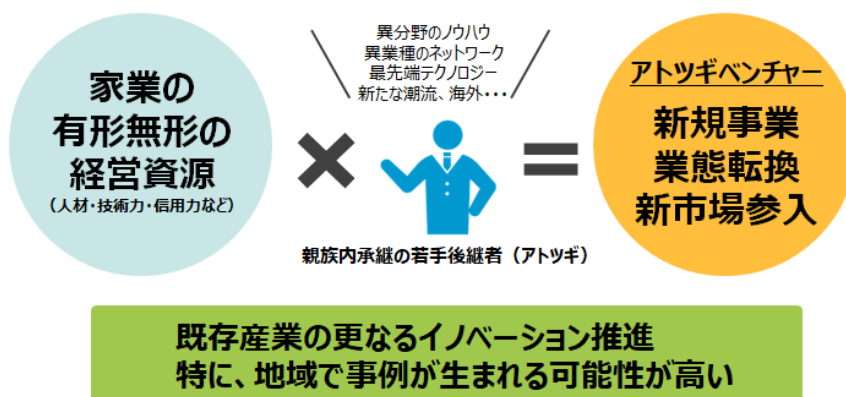 家業の
有形無形の
経営資源
（人材・技術力・信用力など）
×
異分野のノウハウ
異業種のネットワーク
最先端テクノロジー
新たな潮流、海外・・・
親族内承継の若手後継者（アトツギ）
＝
アトツギベンチャー
新規事業
業態転換
新市場参入
既存産業の更なるイノベーション推進
特に、地域で事例が生まれる可能性が高い